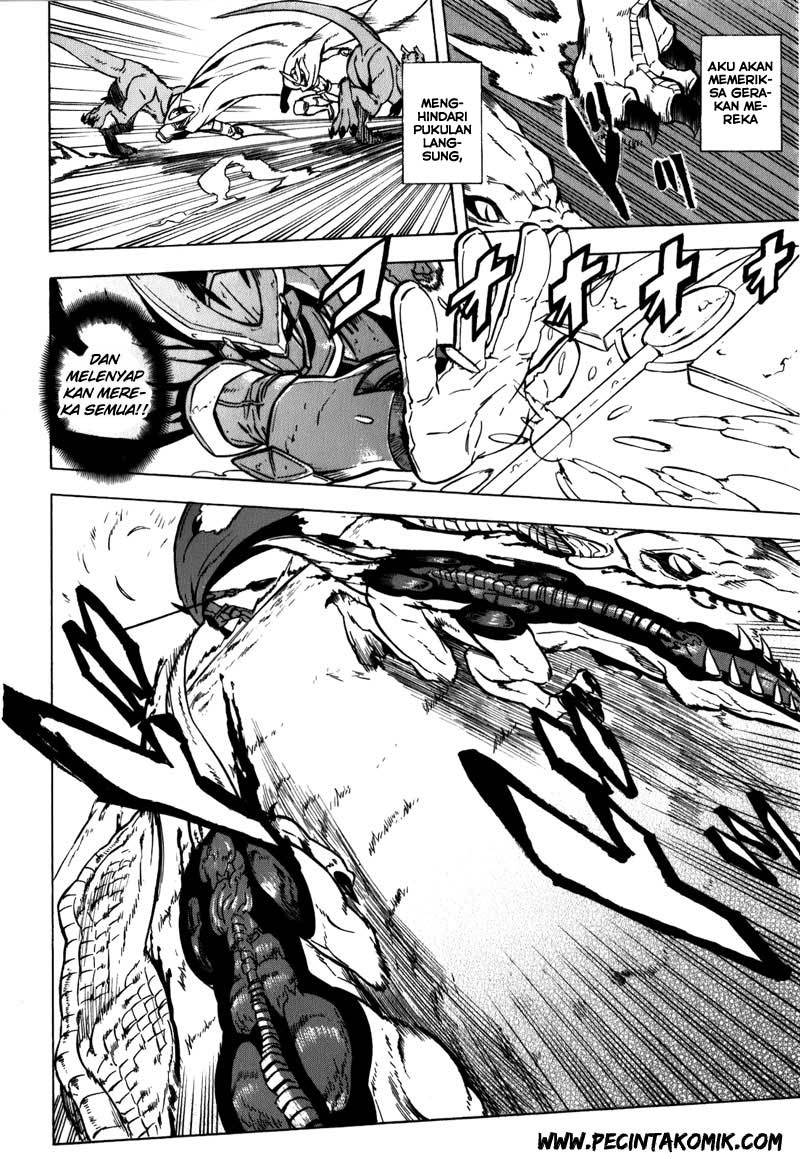 AKU AKAN
MEMERIK-
SA GERA-
KAN ME-
REKA
MENG-
HINDARI
PUKULAN
LANG-
SUNG,
DAN
MELENYAP
KAN MERE-
KA SEMUA!!
WWW.PECINTAKOMIK.COM